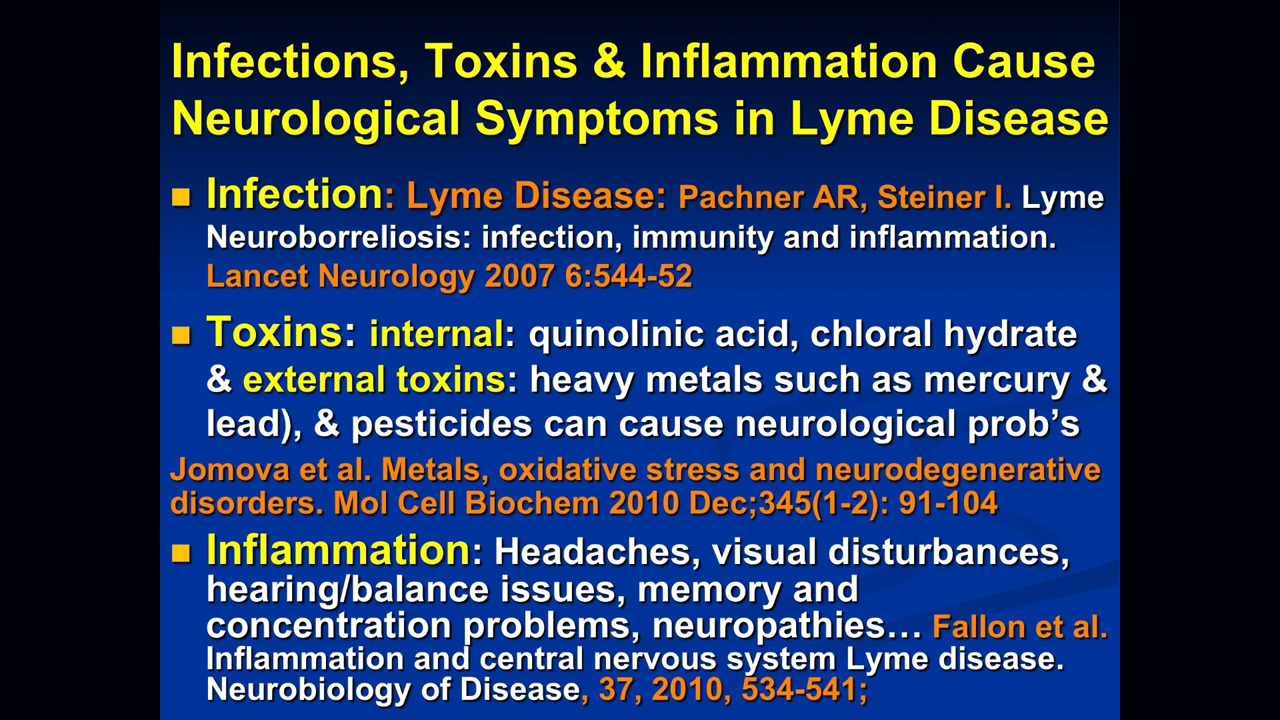 Infections, Toxins & Inflammation Cause
Neurological Symptoms in Lyme Disease
Infection: Lyme Disease: Pachner AR, Steiner I. Lyme
Neuroborreliosis: infection, immunity and inflammation.
Lancet Neurology 2007 6:544-52
Toxins: internal: quinolinic acid, chloral hydrate
& external toxins: heavy metals such as mercury &
lead), & pesticides can cause neurological prob’s
Jomova et al. Metals, oxidative stress and neurodegenerative
disorders. Mol Cell Biochem 2010 Dec;345(1-2): 91-104
Inflammation: Headaches, visual disturbances,
hearing/balance issues, memory and
concentration problems, neuropathies… Fallon et al.
Inflammation and central nervous system Lyme disease.
Neurobiology of Disease, 37, 2010, 534-541;